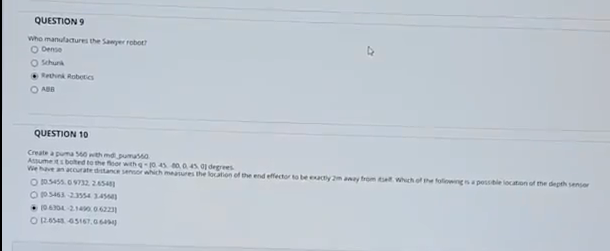 QUESTION 9
Who manufactures the Sawyer robot?
Denso
Schunk
Rethink Robotics
ABB
QUESTION 10
Create a puma 560 with mdl_puma560.
Assume it is bolted to the floor with q = [0, 45, -80, 0, 45, 0] degrees.
We have an accurate distance sensor which measures the location of the end effector to be exactly 2m away from itself. Which of the following is a possible location of the depth sensor
[0.5455, 0.9732, 2.6548]
[0.5463, -2.3554, 3.4566]
[0.6304, -2.1490, 0.6223]
[2.6548, -0.5167, 0.6494]